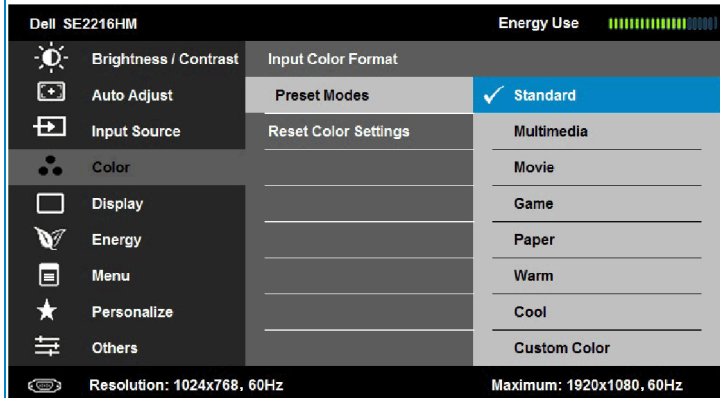 Dell SE2216HM Energy Use
Brightness / Contrast Input Color Format
Auto Adjust Preset Modes Standard
Input Source Reset Color Settings Multimedia
Color Movie
Display Game
Energy Paper
Menu Warm
Personalize Cool
Others Custom Color
Resolution: 1024x768, 60Hz Maximum: 1920x1080, 60Hz